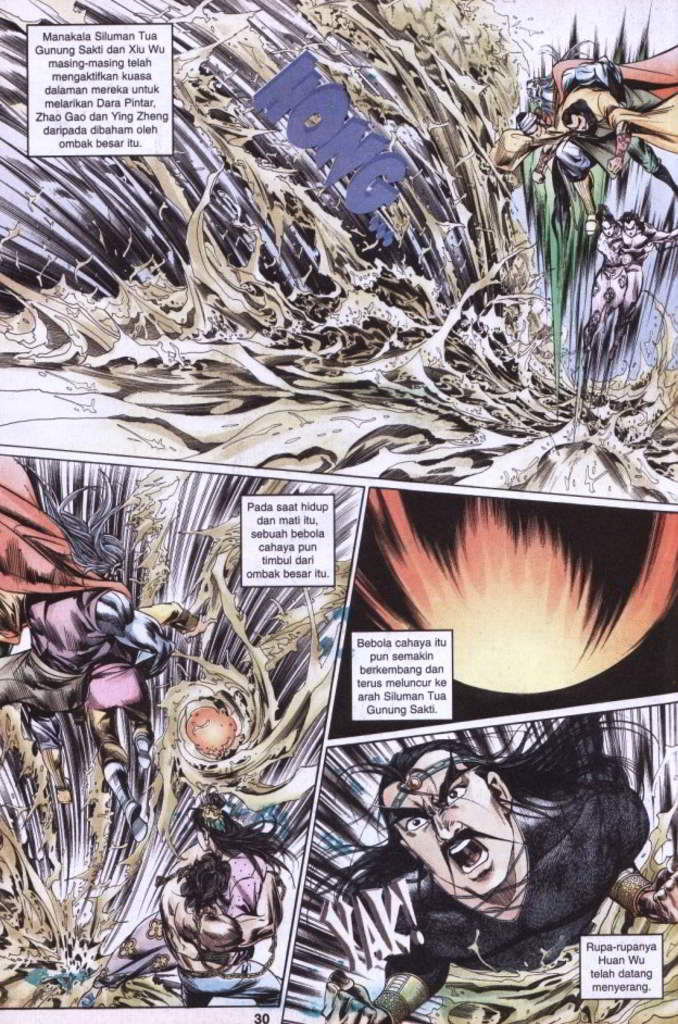 Manakala Siluman Tua
Gunung Sakti dan Xiu Wu
masing-masing telah
mengaktifkan kuasa
dalaman mereka untuk
melarikan Dara Pintar,
Zhao Gao dan Ying Zheng
daripada dibaham oleh
ombak besar itu.
WONG...
Pada saat hidup
dan mati itu,
sebuah bebola
cahaya pun
timbul dari
ombak besar itu.
Bebola cahaya itu
pun semakin
berkembang dan
terus meluncur ke
arah Siluman Tua
Gunung Sakti.
YAK!
Rupa-rupanya
Huan Wu
telah datang
menyerang.
30